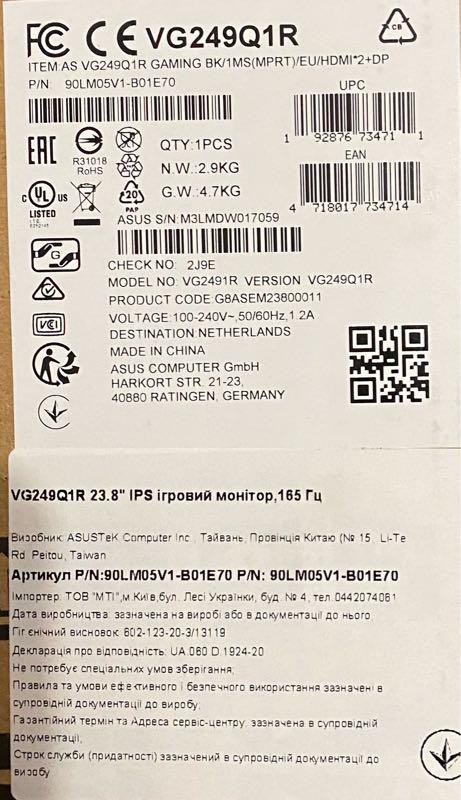 FC CE VG249Q1R
ITEM:AS VG249Q1R GAMING BK/1MS(MPRT)/EU/HDMI*2+DP
P/N: 90LM05V1-B01E70
UPC
1 92876 73471 1
EAN
4 718017 734714
EAC
R31018
RoHS
QTY:1PCS
N.W.:2.9KG
G.W.:4.7KG
C UL US
LISTED
20
PAP
CB
ASUS S/N:M3LMDW017059
G
CHECK NO: 2J9E
MODEL NO: VG2491R VERSION VG249Q1R
PRODUCT CODE:G8ASEM23800011
VOLTAGE:100-240V~,50/60Hz,1.2A
DESTINATION:NETHERLANDS
VCCI
MADE IN CHINA
ASUS COMPUTER GmbH
HARKORT STR. 21-23,
40880 RATINGEN, GERMANY
VG249Q1R 23.8" IPS ігровий монітор,165 Гц
Виробник: ASUSTeK Computer Inc., Тайвань, Провінція Китаю (№ 15, Li-Te
Rd. Peitou, Taiwan
Артикул P/N:90LM05V1-B01E70 P/N: 90LM05V1-B01E70
Імпортер: ТОВ "МТІ",м.Київ,бул. Лесі Українки, буд. № 4, тел.0442074061
Дата виробництва: зазначена на виробі або в документації до нього
Гігієнічний висновок: 602-123-20-3/13119
Декларація про відповідність: UA.060.D.1924-20
Не потребує спеціальних умов зберігання;
Правила та умови ефективного і безпечного використання зазначені в
супровідній документації до виробу;
Гарантійний термін та Адреса сервіс-центру: зазначена в супровідній
документації;
Строк служби (придатності) зазначений в супровідній документації до
виробу